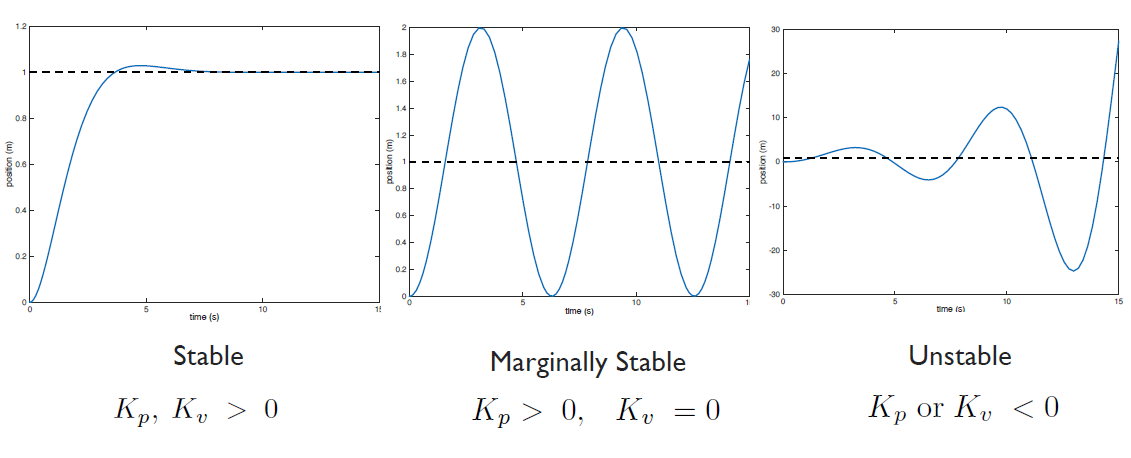 1.2
1
0.8
0.6
0.4
0.2
0
position (m)
0 5 10 15
time (s)
2
1.8
1.6
1.4
1.2
1
0.8
0.6
0.4
0.2
0
position (m)
0 5 10 1
time (s)
30
20
10
0
-10
-20
-30
position (m)
0 5 10 15
time (s)
Stable
Marginally Stable
Unstable
K_p, K_v > 0
K_p > 0, K_v = 0
K_p or K_v < 0